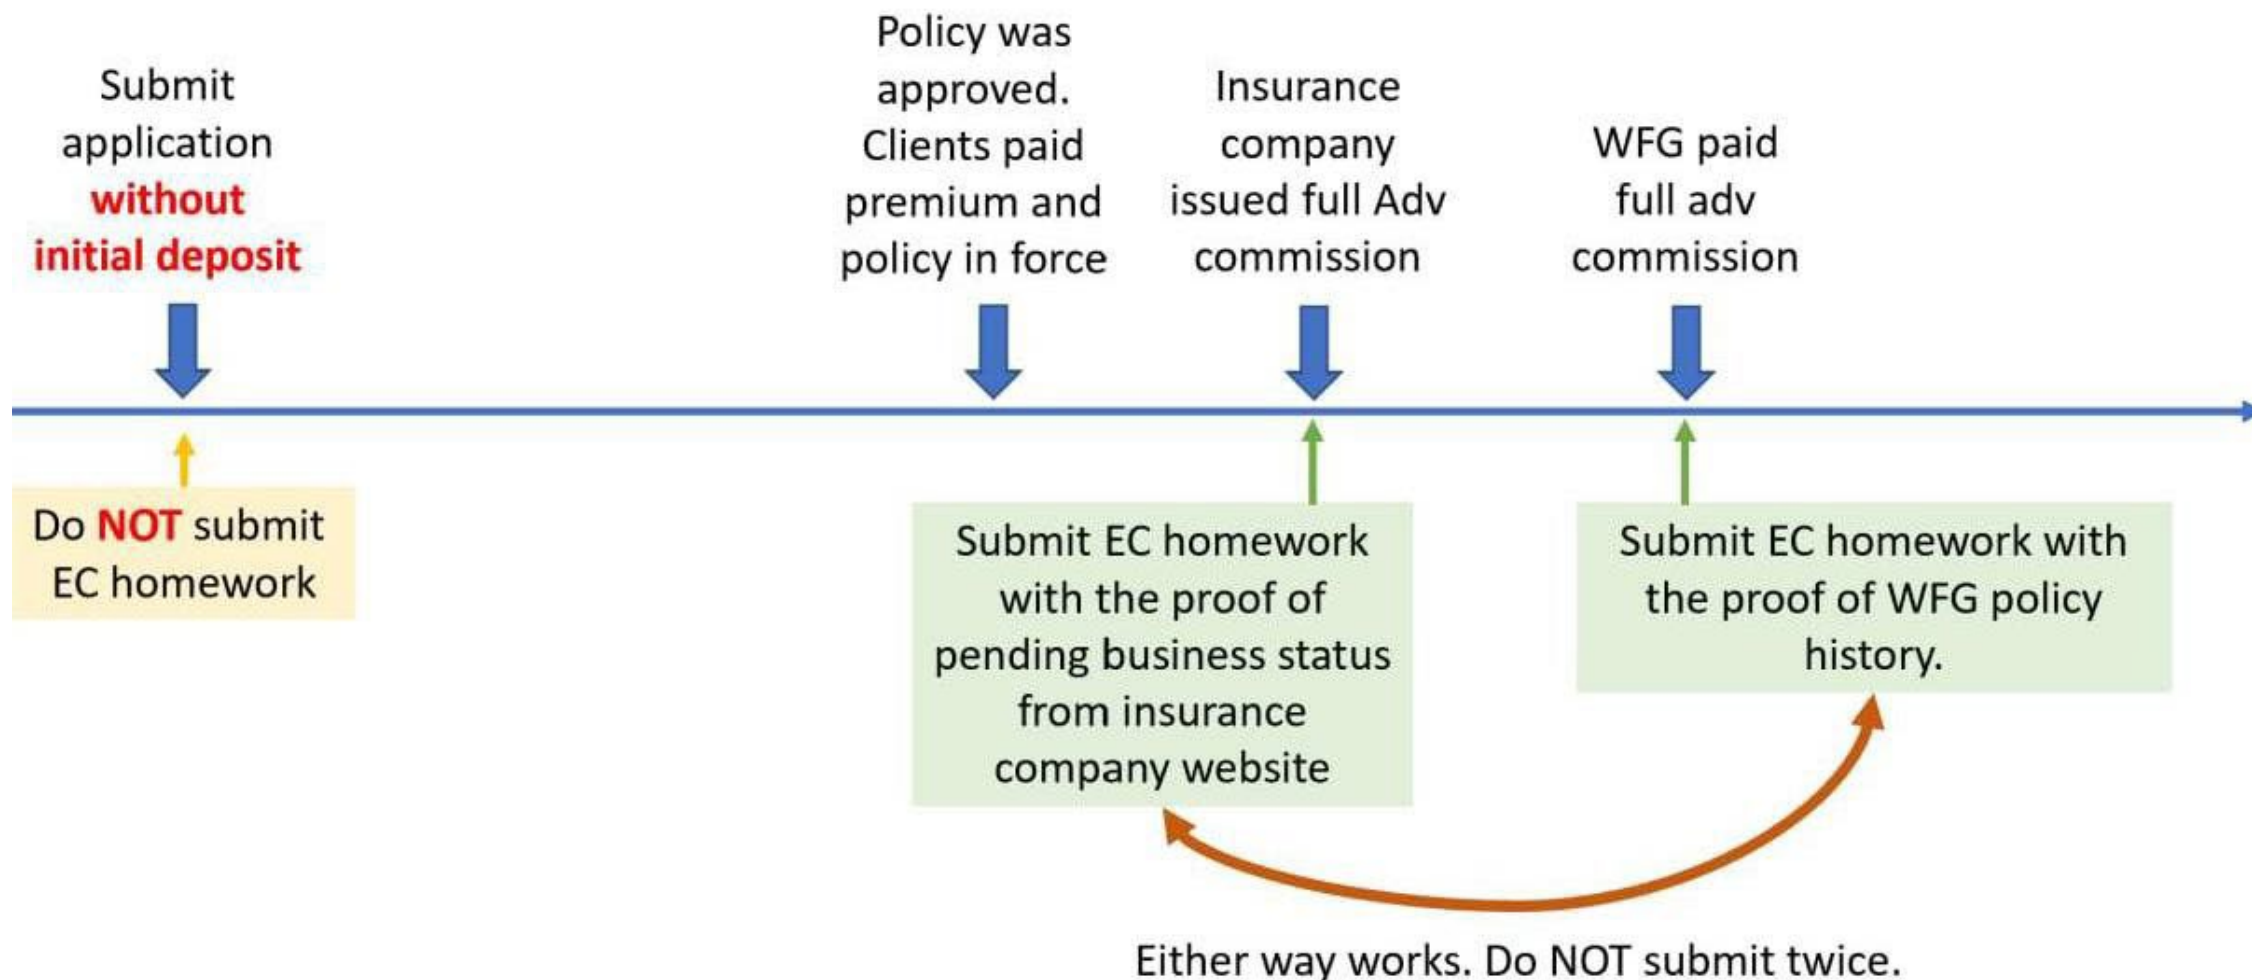 Submit
application
without
initial deposit
Policy was
approved.
Clients paid
premium and
policy in force
Insurance
company
issued full Adv
commission
WFG paid
full adv
commission
Do NOT submit
EC homework
Submit EC homework
with the proof of
pending business status
from insurance
company website
Submit EC homework with
the proof of WFG policy
history.
Either way works. Do NOT submit twice.